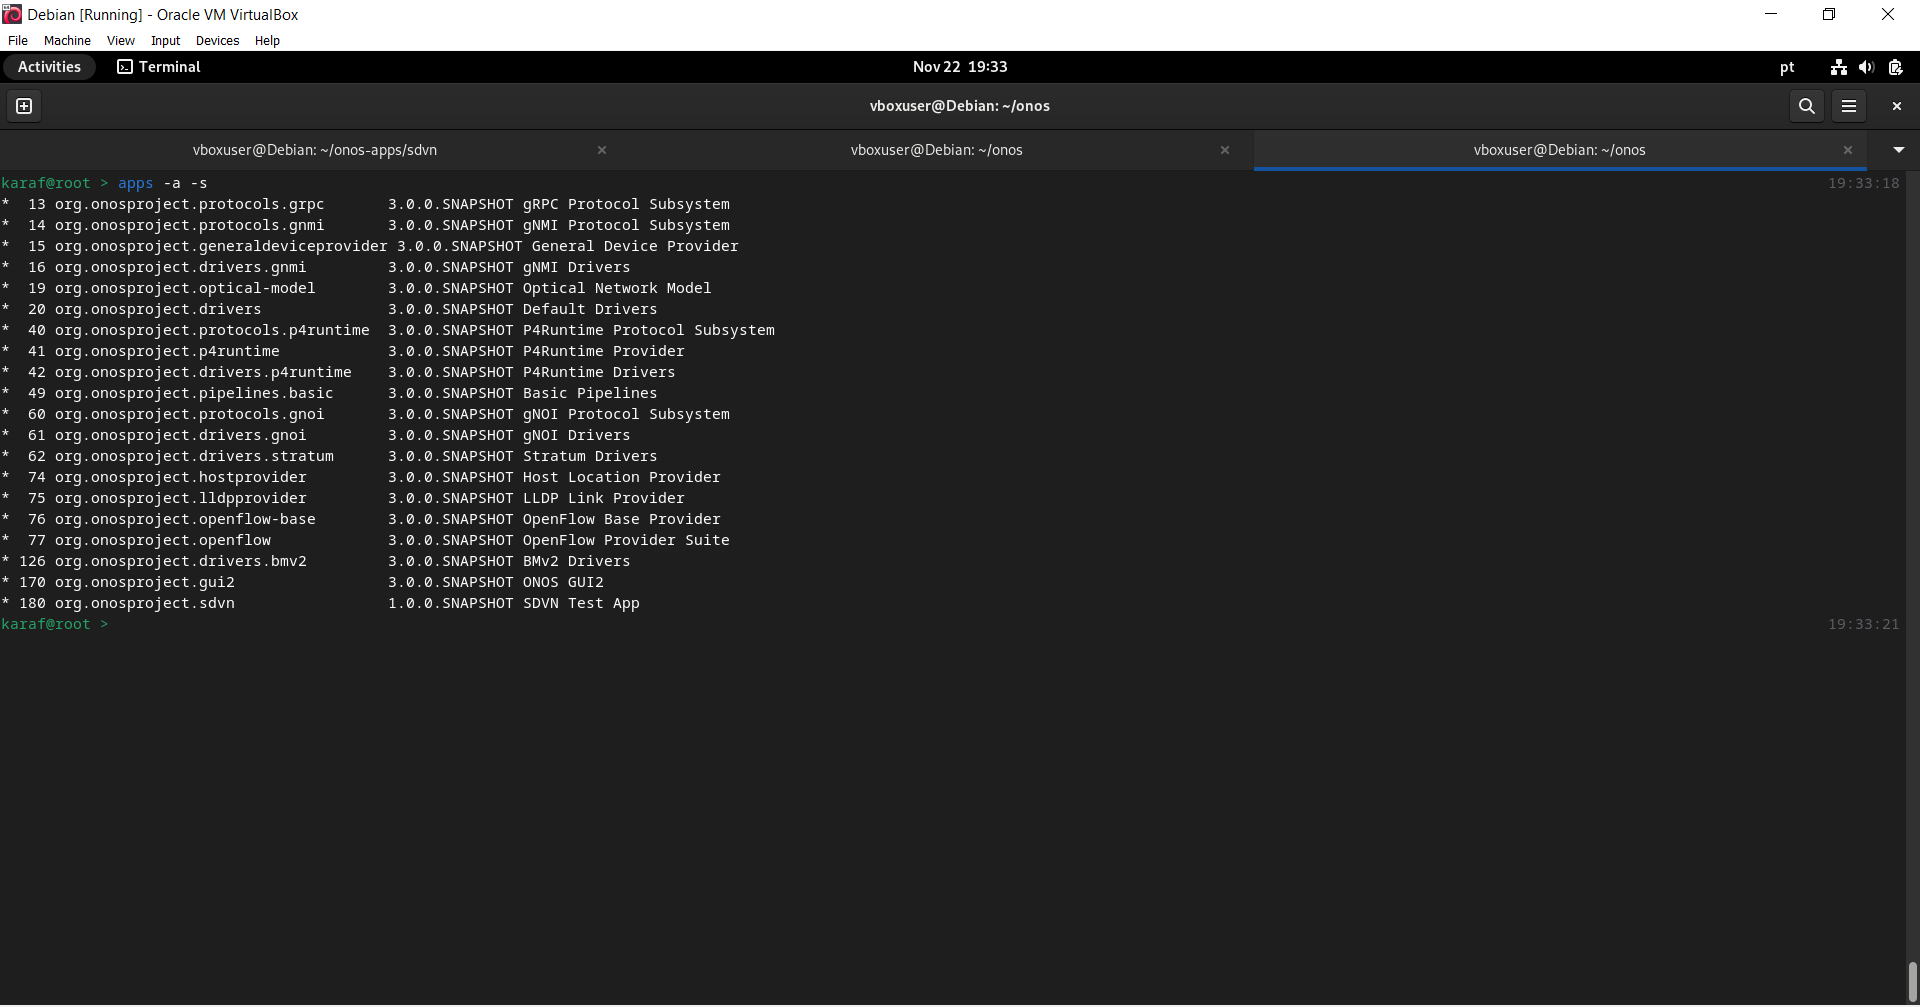 Debian [Running] - Oracle VM VirtualBox
File Machine View Input Devices Help
Activities Terminal Nov 22 19:33 pt
vboxuser@Debian: ~/onos
vboxuser@Debian: ~/onos-apps/sdvn vboxuser@Debian: ~/onos vboxuser@Debian: ~/onos
karaf@root > apps -a -s 19:33:18
* 13 org.onosproject.protocols.grpc 3.0.0.SNAPSHOT gRPC Protocol Subsystem
* 14 org.onosproject.protocols.gnmi 3.0.0.SNAPSHOT gNMI Protocol Subsystem
* 15 org.onosproject.generaldeviceprovider 3.0.0.SNAPSHOT General Device Provider
* 16 org.onosproject.drivers.gnmi 3.0.0.SNAPSHOT gNMI Drivers
* 19 org.onosproject.optical-model 3.0.0.SNAPSHOT Optical Network Model
* 20 org.onosproject.drivers 3.0.0.SNAPSHOT Default Drivers
* 40 org.onosproject.protocols.p4runtime 3.0.0.SNAPSHOT P4Runtime Protocol Subsystem
* 41 org.onosproject.p4runtime 3.0.0.SNAPSHOT P4Runtime Provider
* 42 org.onosproject.drivers.p4runtime 3.0.0.SNAPSHOT P4Runtime Drivers
* 49 org.onosproject.pipelines.basic 3.0.0.SNAPSHOT Basic Pipelines
* 60 org.onosproject.protocols.gnoi 3.0.0.SNAPSHOT gNOI Protocol Subsystem
* 61 org.onosproject.drivers.gnoi 3.0.0.SNAPSHOT gNOI Drivers
* 62 org.onosproject.drivers.stratum 3.0.0.SNAPSHOT Stratum Drivers
* 74 org.onosproject.hostprovider 3.0.0.SNAPSHOT Host Location Provider
* 75 org.onosproject.lldpprovider 3.0.0.SNAPSHOT LLDP Link Provider
* 76 org.onosproject.openflow-base 3.0.0.SNAPSHOT OpenFlow Base Provider
* 77 org.onosproject.openflow 3.0.0.SNAPSHOT OpenFlow Provider Suite
* 126 org.onosproject.drivers.bmv2 3.0.0.SNAPSHOT BMv2 Drivers
* 170 org.onosproject.gui2 3.0.0.SNAPSHOT ONOS GUI2
* 180 org.onosproject.sdvn 1.0.0.SNAPSHOT SDVN Test App
karaf@root > 19:33:21